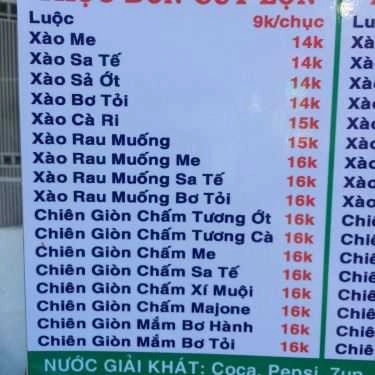 Luộc 9k/chục
Xào Me 14k
Xào Sa Tế 14k
Xào Sả Ớt 14k
Xào Bơ Tỏi 14k
Xào Cà Ri 15k
Xào Rau Muống 15k
Xào Rau Muống Me 16k
Xào Rau Muống Sa Tế 16k
Xào Rau Muống Bơ Tỏi 16k
Chiên Giòn Chấm Tương Ớt 16k
Chiên Giòn Chấm Tương Cà 16k
Chiên Giòn Chấm Me 16k
Chiên Giòn Chấm Sa Tế 16k
Chiên Giòn Chấm Xí Muội 16k
Chiên Giòn Chấm Majone 16k
Chiên Giòn Mắm Bơ Hành 16k
Chiên Giòn Mắm Bơ Tỏi 16k
NƯỚC GIẢI KHÁT: Coca, Pepsi, 7up